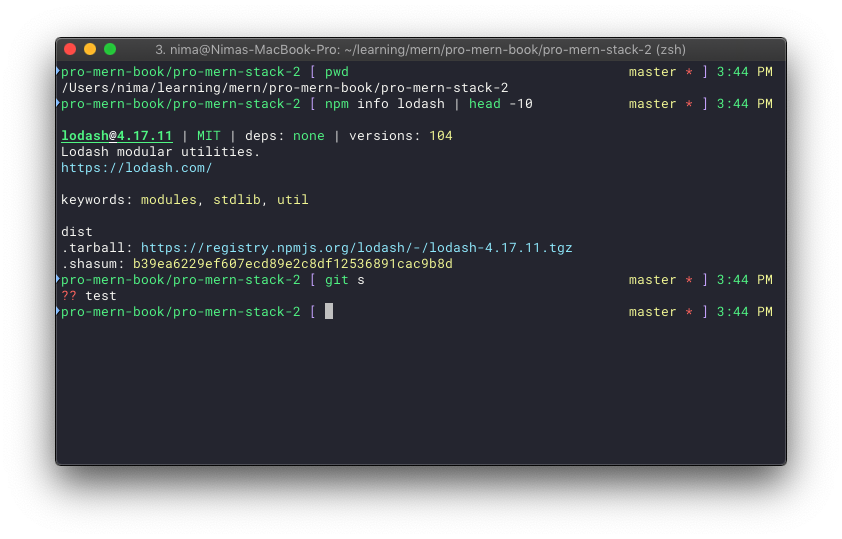 3. nima@Nimas-MacBook-Pro: ~/learning/mern/pro-mern-book/pro-mern-stack-2 (zsh)
pro-mern-book/pro-mern-stack-2 [ pwd master * ] 3:44 PM
/Users/nima/learning/mern/pro-mern-book/pro-mern-stack-2
pro-mern-book/pro-mern-stack-2 [ npm info lodash | head -10 master * ] 3:44 PM
lodash@4.17.11 | MIT | deps: none | versions: 104
Lodash modular utilities.
https://lodash.com/
keywords: modules, stdlib, util
dist
.tarball: https://registry.npmjs.org/lodash/-/lodash-4.17.11.tgz
.shasum: b39ea6229ef607ecd89e2c8df12536891cac9b8d
pro-mern-book/pro-mern-stack-2 [ git s master * ] 3:44 PM
?? test
pro-mern-book/pro-mern-stack-2 [ master * ] 3:44 PM